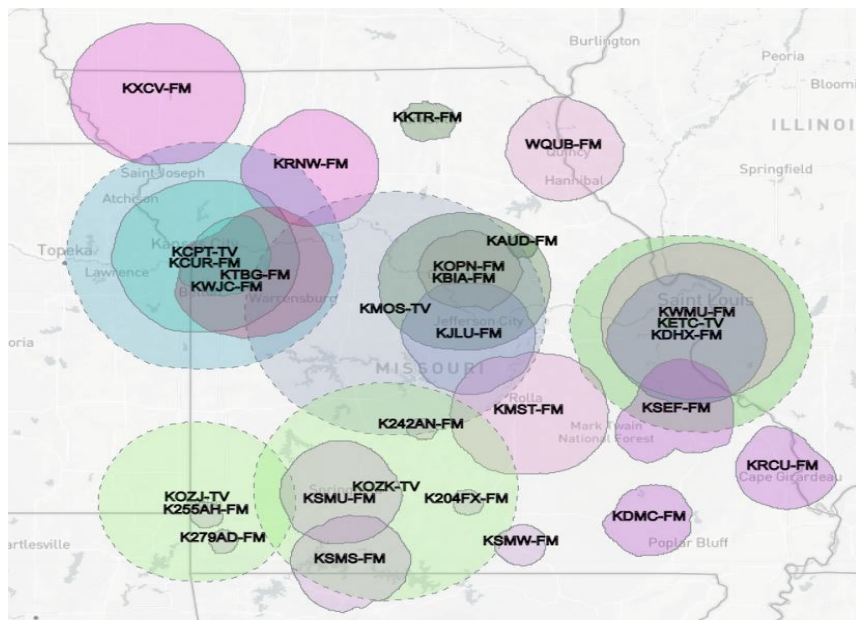 Burlington
Peoria
Bloomi
KXCV-FM
KKTR-FM
ILLINOI
WQUB-FM
Quincy
KRNW-FM
Saint Joseph
Springfield
Hannibal
Atchison
KAUD-FM
Topeka
Kansas City
KCPT-TV
KCUR-FM
KOPN-FM
Lawrence
KTBG-FM
KBIA-FM
KWJC-FM
Warrensburg
Saint Louis
KMOS-TV
KWMU-FM
Jefferson City
KETC-TV
KJLU-FM
KDHX-FM
oria
MISSOURI
Rolla
KMST-FM
KSEF-FM
K242AN-FM
Mark Twain
National Forest
KRCU-FM
Cape Girardeau
KOZK-TV
KOZJ-TV
KSMU-FM
K204FX-FM
K255AH-FM
KDMC-FM
K279AD-FM
KSMW-FM
Poplar Bluff
artlesville
KSMS-FM